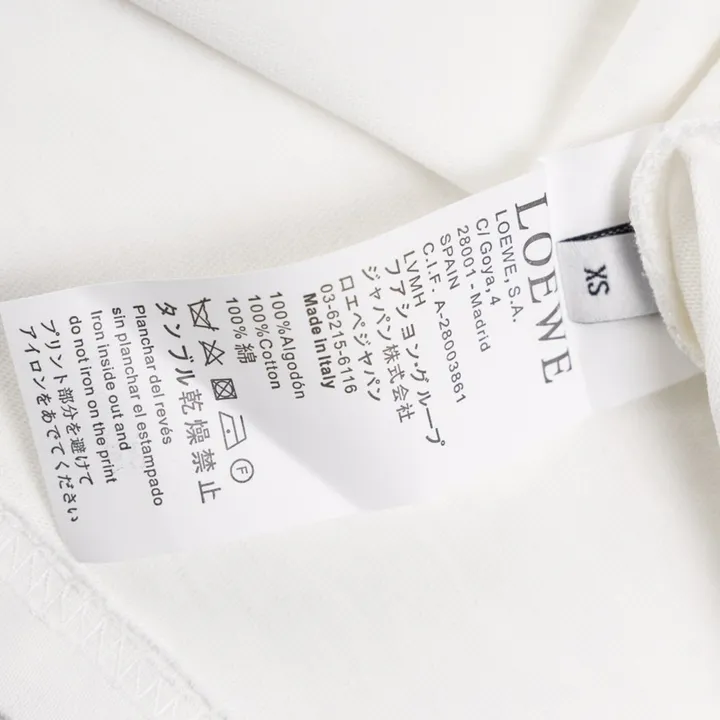 LOEWE
XS
LOEWE, S.A.
C/ Goya, 4
28001 - Madrid
SPAIN
C.I.F. A-28003861
LVMH
ファション・グループ
ジャパン株式会社
ロエベジャパン
03-6215-6116
Made in Italy
100%Algodón
100%Cotton
100% 綿
F
タンブル乾燥禁止
Planchar del revés
sin planchar el estampado
Iron inside out and
do not iron on the print
プリント部分を避けて
アイロンをあてください